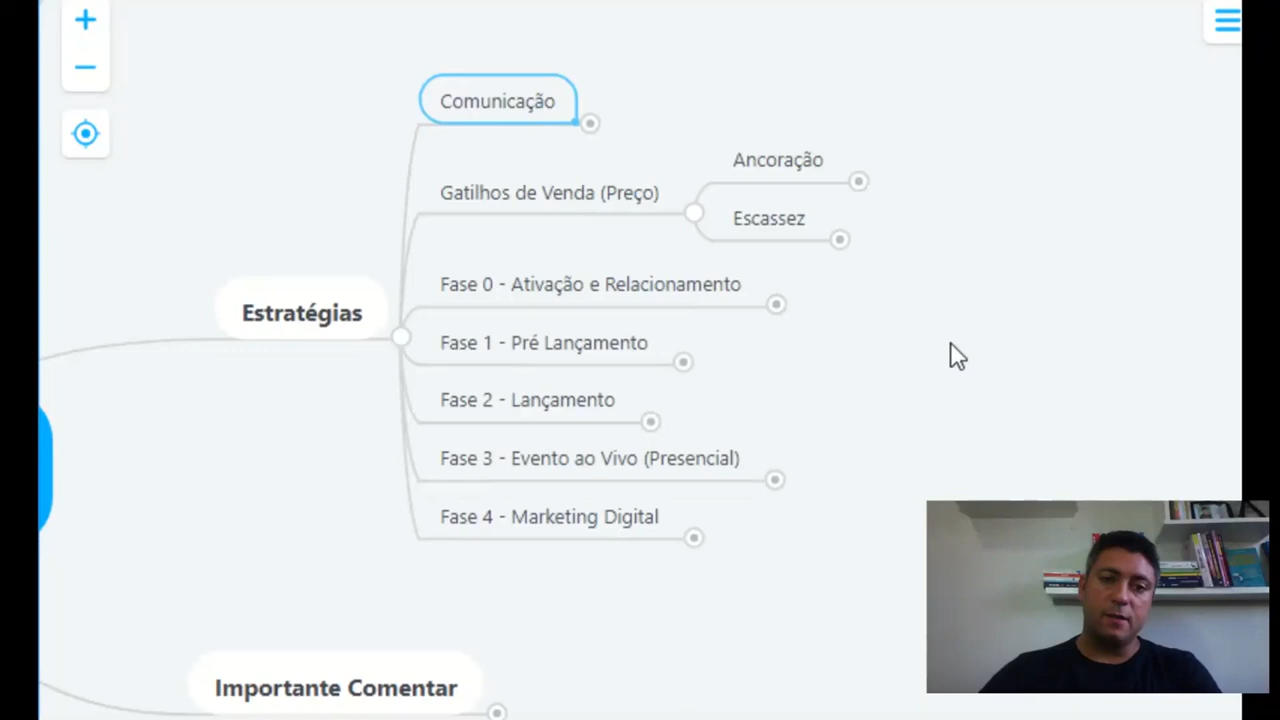 Comunicação
Gatilhos de Venda (Preço)
Ancoração
Escassez
Estratégias
Fase 0 - Ativação e Relacionamento
Fase 1 - Pré Lançamento
Fase 2 - Lançamento
Fase 3 - Evento ao Vivo (Presencial)
Fase 4 - Marketing Digital
Importante Comentar